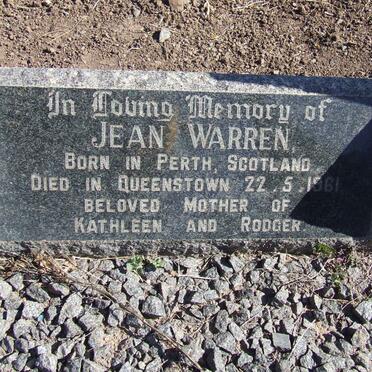 In Loving Memory of
JEAN WARREN
BORN IN PERTH, SCOTLAND
DIED IN QUEENSTOWN 22.5.1961
BELOVED MOTHER OF
KATHLEEN AND RODGER